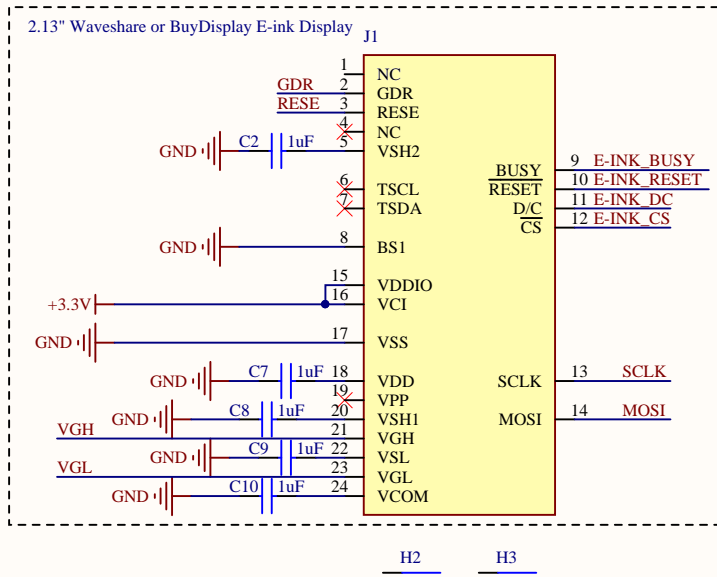 2.13" Waveshare or BuyDisplay E-ink Display
J1
1 NC
GDR 2 GDR
RESE 3 RESE
4 NC
GND C2 1uF 5 VSH2
BUSY 9 E-INK_BUSY
6 TSCL RESET 10 E-INK_RESET
7 TSDA D/C 11 E-INK_DC
CS 12 E-INK_CS
GND 8 BS1
15 VDDIO
+3.3V 16 VCI
GND 17 VSS
GND C7 1uF 18 VDD SCLK 13 SCLK
19 VPP
GND C8 1uF 20 VSH1 MOSI 14 MOSI
VGH 21 VGH
GND C9 1uF 22 VSL
VGL 23 VGL
GND C10 1uF 24 VCOM
H2 H3